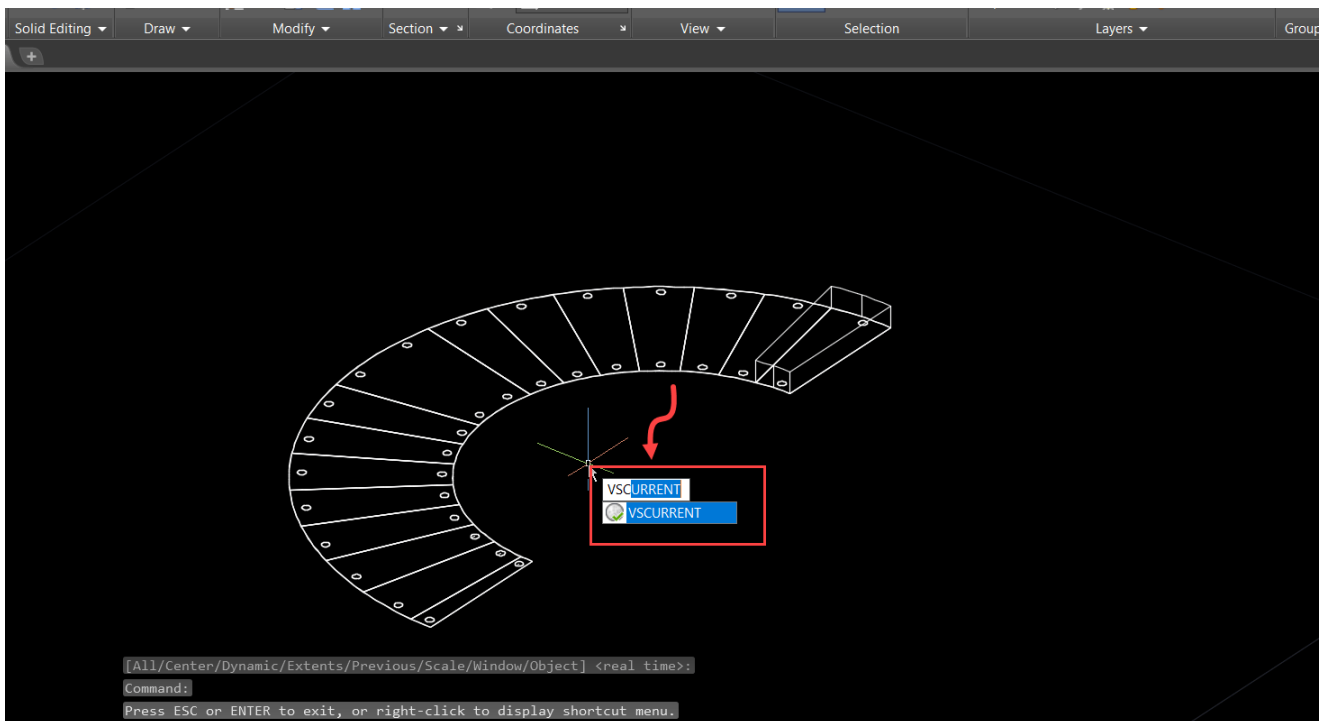 Solid Editing Draw Modify Section Coordinates View Selection Layers Group
+
VSCURRENT
VSCURRENT
[All/Center/Dynamic/Extents/Previous/Scale/Window/Object] <real time>:
Command:
Press ESC or ENTER to exit, or right-click to display shortcut menu.